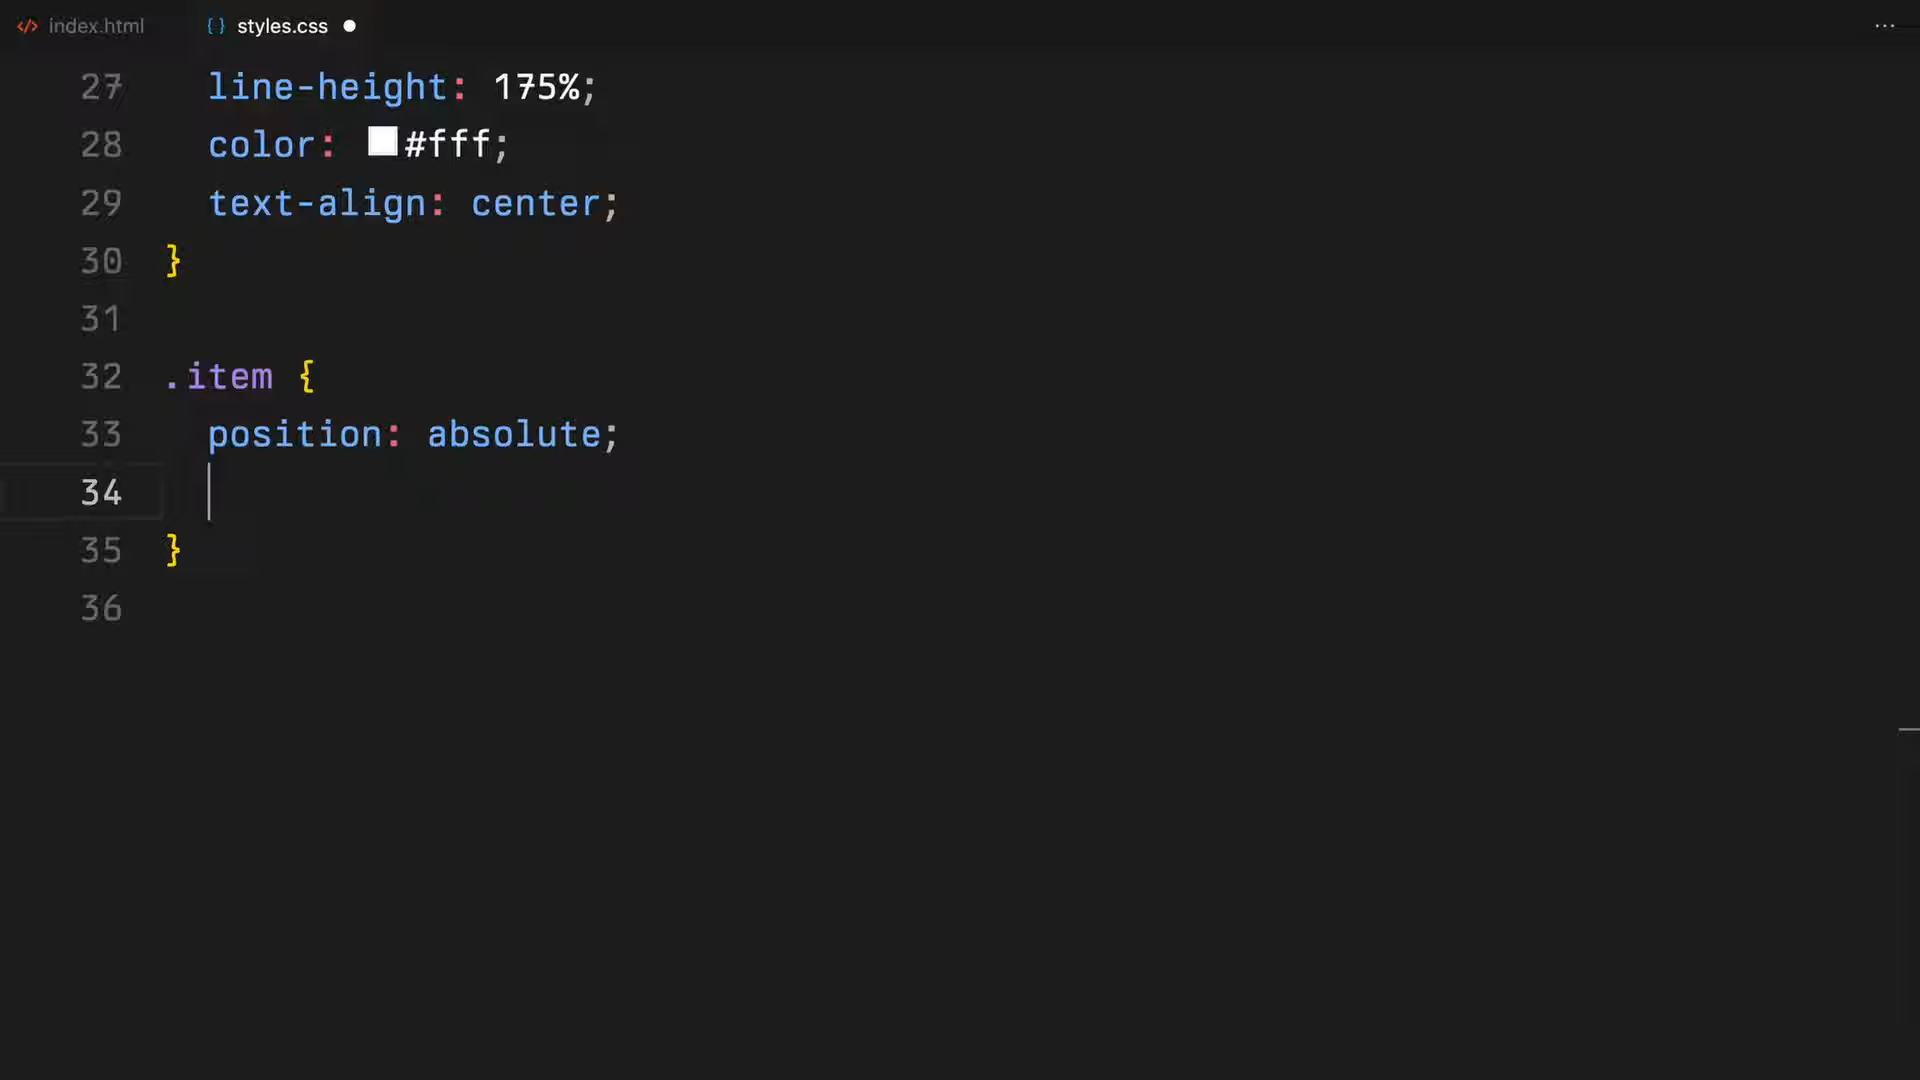 index.html styles.css
27 line-height: 175%;
28 color: #fff;
29 text-align: center;
30 }
31
32 .item {
33 position: absolute;
34
35 }
36